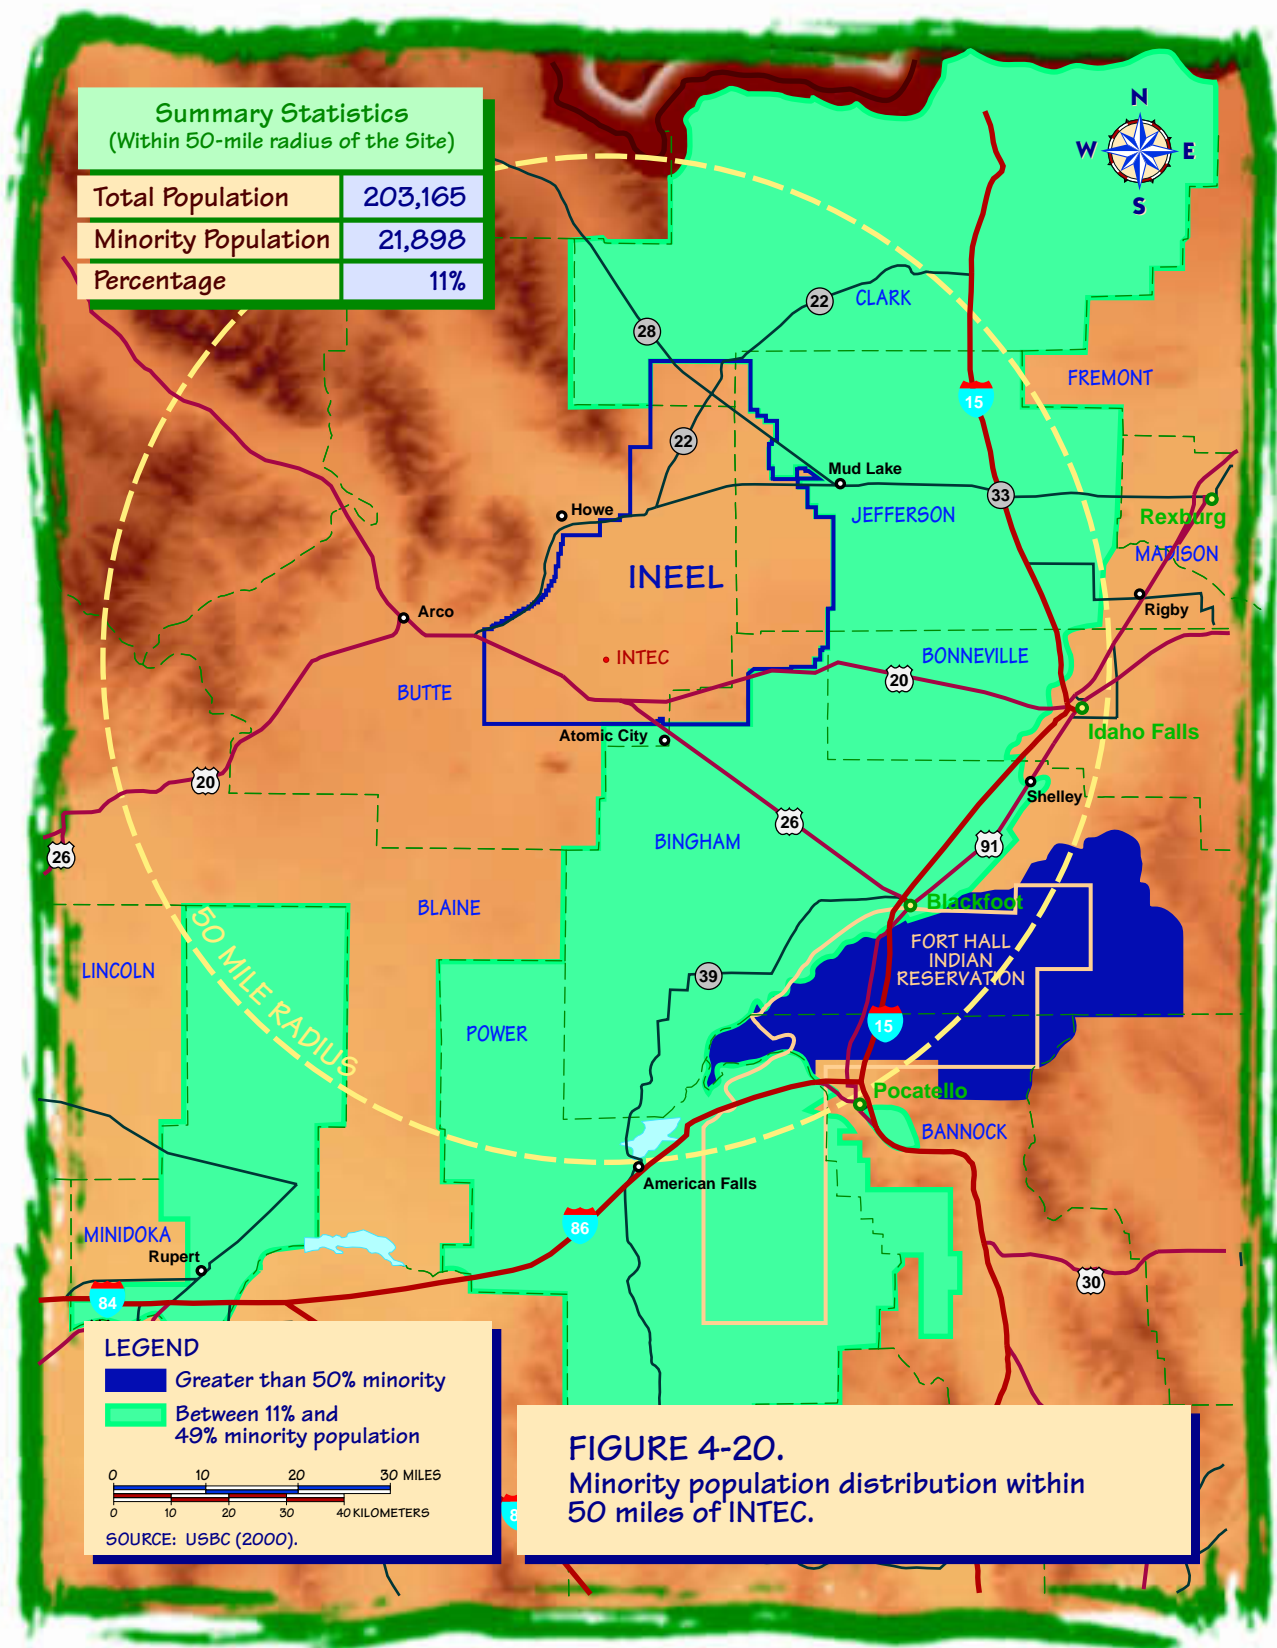 Summary Statistics
(Within 50-mile radius of the Site)
Total Population 203,165
Minority Population 21,898
Percentage 11%
N
W E
S
22
CLARK
28
FREMONT
15
22
Mud Lake
33
Howe
JEFFERSON
Rexburg
MADISON
INEEL
Rigby
Arco
INTEC
BONNEVILLE
20
BUTTE
Idaho Falls
Atomic City
20
Shelley
26
BINGHAM
91
26
Blackfoot
BLAINE
FORT HALL
INDIAN
RESERVATION
LINCOLN
39
50 MILE RADIUS
15
POWER
Pocatello
BANNOCK
American Falls
86
MINIDOKA
Rupert
30
84
LEGEND
Greater than 50% minority
Between 11% and
49% minority population
0 10 20 30 MILES
0 10 20 30 40 KILOMETERS
SOURCE: USBC (2000).
FIGURE 4-20.
Minority population distribution within
50 miles of INTEC.